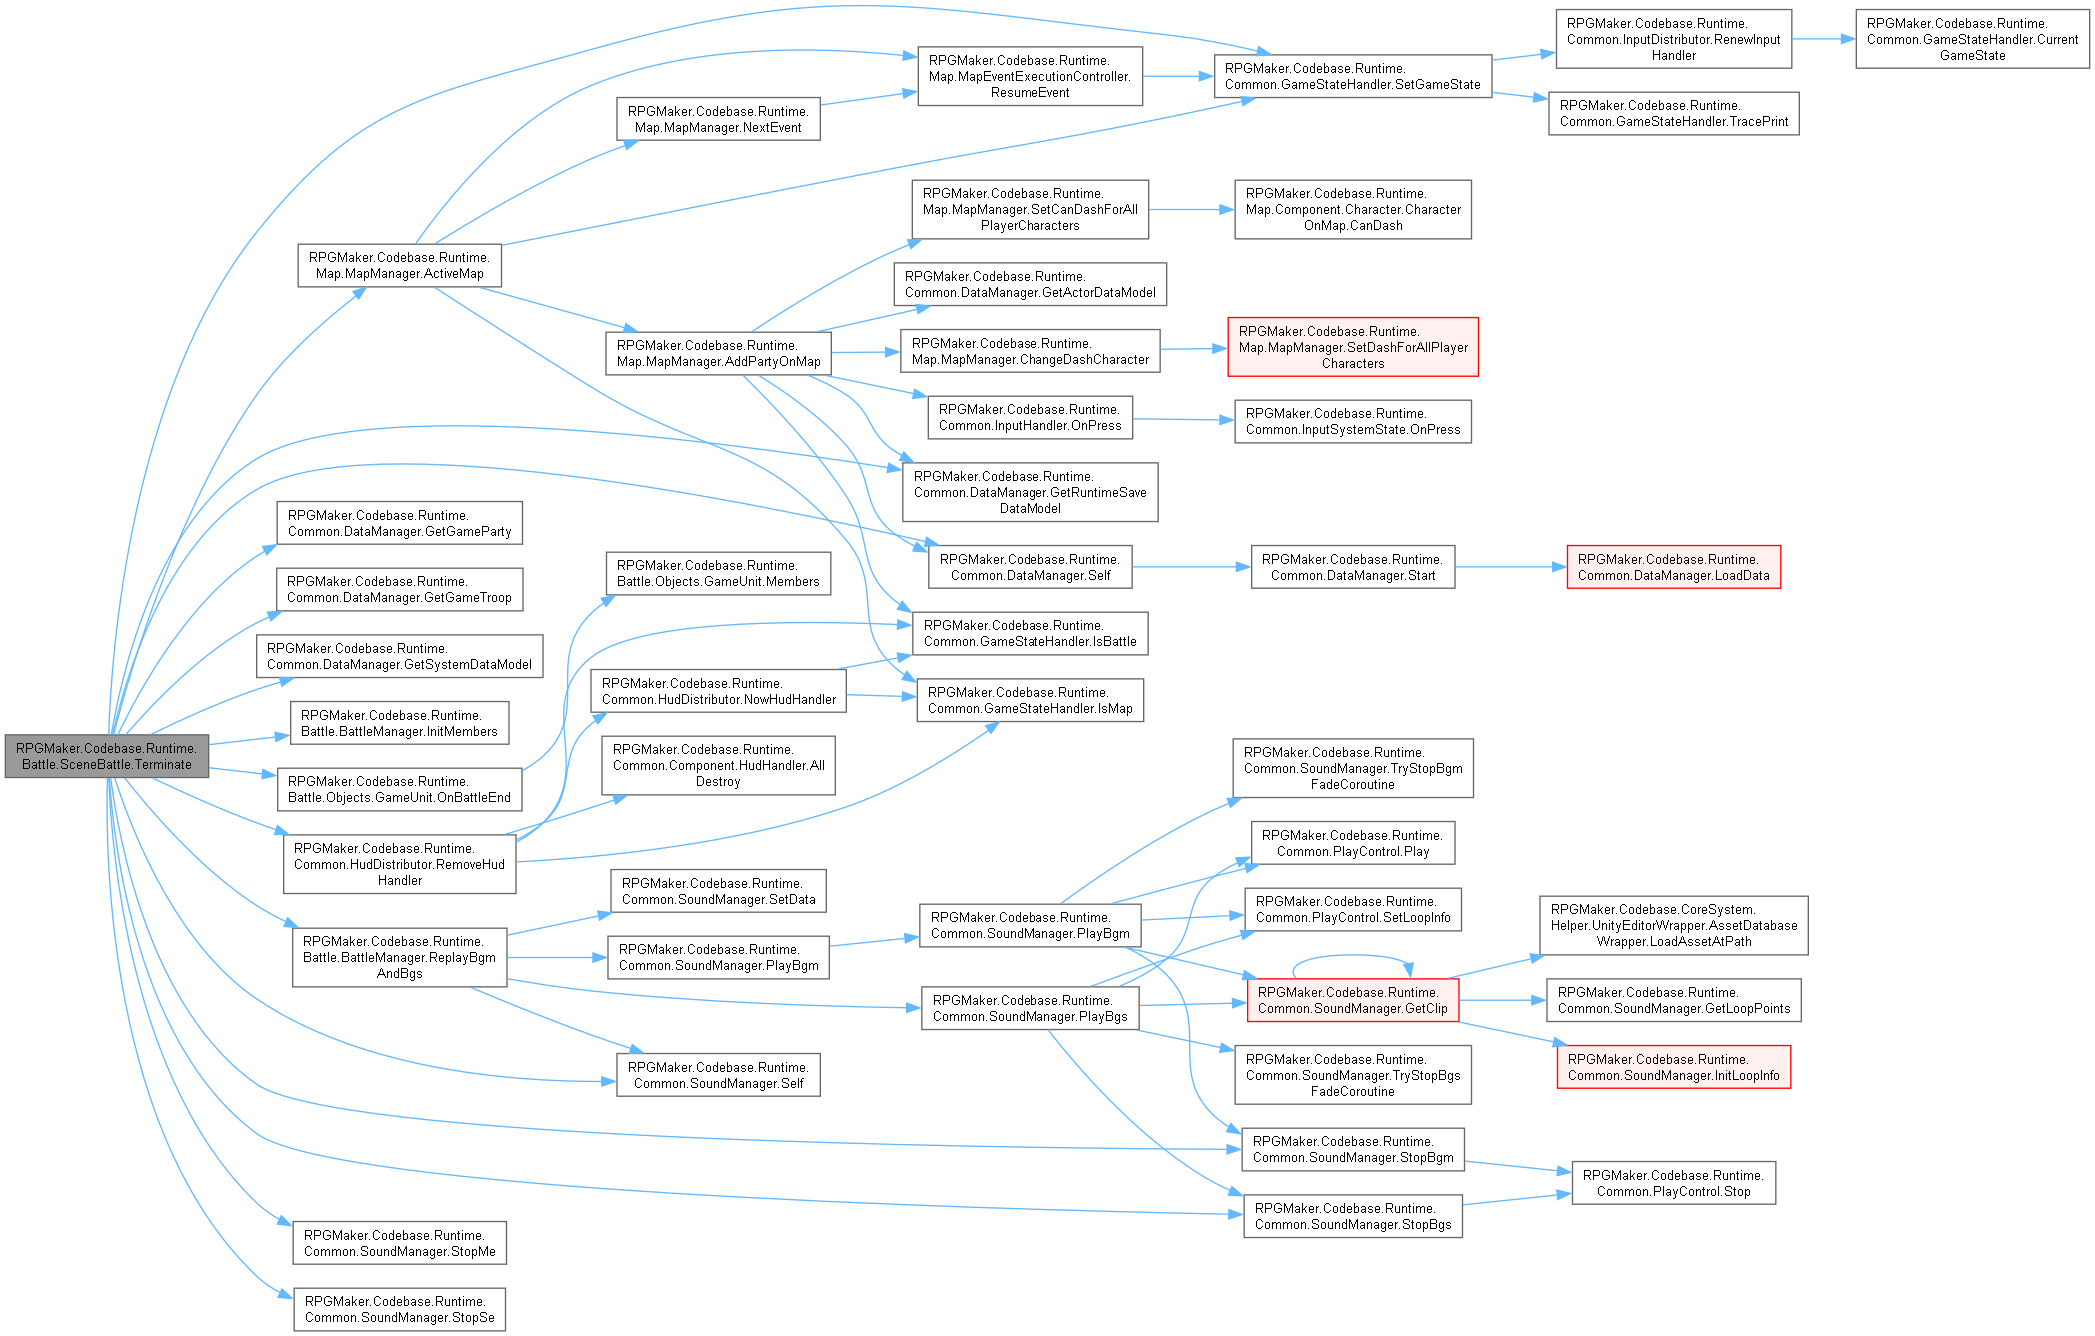 RPGMaker.Codebase.Runtime.
Battle.SceneBattle.Terminate
RPGMaker.Codebase.Runtime.
Map.MapManager.ActiveMap
RPGMaker.Codebase.Runtime.
Common.DataManager.GetGameParty
RPGMaker.Codebase.Runtime.
Common.DataManager.GetGameTroop
RPGMaker.Codebase.Runtime.
Common.DataManager.GetSystemDataModel
RPGMaker.Codebase.Runtime.
Battle.BattleManager.InitMembers
RPGMaker.Codebase.Runtime.
Battle.Objects.GameUnit.OnBattleEnd
RPGMaker.Codebase.Runtime.
Common.HudDistributor.RemoveHud
Handler
RPGMaker.Codebase.Runtime.
Battle.BattleManager.ReplayBgm
AndBgs
RPGMaker.Codebase.Runtime.
Common.SoundManager.StopMe
RPGMaker.Codebase.Runtime.
Common.SoundManager.StopSe
RPGMaker.Codebase.Runtime.
Map.MapManager.NextEvent
RPGMaker.Codebase.Runtime.
Map.MapManager.AddPartyOnMap
RPGMaker.Codebase.Runtime.
Battle.Objects.GameUnit.Members
RPGMaker.Codebase.Runtime.
Common.HudDistributor.NowHudHandler
RPGMaker.Codebase.Runtime.
Common.Component.HudHandler.All
Destroy
RPGMaker.Codebase.Runtime.
Common.SoundManager.SetData
RPGMaker.Codebase.Runtime.
Common.SoundManager.PlayBgm
RPGMaker.Codebase.Runtime.
Common.SoundManager.Self
RPGMaker.Codebase.Runtime.
Map.MapEventExecutionController.
ResumeEvent
RPGMaker.Codebase.Runtime.
Map.MapManager.SetCanDashForAll
PlayerCharacters
RPGMaker.Codebase.Runtime.
Common.DataManager.GetActorDataModel
RPGMaker.Codebase.Runtime.
Map.MapManager.ChangeDashCharacter
RPGMaker.Codebase.Runtime.
Common.InputHandler.OnPress
RPGMaker.Codebase.Runtime.
Common.DataManager.GetRuntimeSave
DataModel
RPGMaker.Codebase.Runtime.
Common.DataManager.Self
RPGMaker.Codebase.Runtime.
Common.GameStateHandler.IsBattle
RPGMaker.Codebase.Runtime.
Common.GameStateHandler.IsMap
RPGMaker.Codebase.Runtime.
Common.SoundManager.PlayBgm
RPGMaker.Codebase.Runtime.
Common.SoundManager.PlayBgs
RPGMaker.Codebase.Runtime.
Common.GameStateHandler.SetGameState
RPGMaker.Codebase.Runtime.
Map.Component.Character.Character
OnMap.CanDash
RPGMaker.Codebase.Runtime.
Map.MapManager.SetDashForAllPlayer
Characters
RPGMaker.Codebase.Runtime.
Common.InputSystemState.OnPress
RPGMaker.Codebase.Runtime.
Common.DataManager.Start
RPGMaker.Codebase.Runtime.
Common.SoundManager.TryStopBgm
FadeCoroutine
RPGMaker.Codebase.Runtime.
Common.PlayControl.Play
RPGMaker.Codebase.Runtime.
Common.PlayControl.SetLoopInfo
RPGMaker.Codebase.Runtime.
Common.SoundManager.GetClip
RPGMaker.Codebase.Runtime.
Common.SoundManager.TryStopBgs
FadeCoroutine
RPGMaker.Codebase.Runtime.
Common.SoundManager.StopBgm
RPGMaker.Codebase.Runtime.
Common.SoundManager.StopBgs
RPGMaker.Codebase.Runtime.
Common.InputDistributor.RenewInput
Handler
RPGMaker.Codebase.Runtime.
Common.GameStateHandler.TracePrint
RPGMaker.Codebase.Runtime.
Common.DataManager.LoadData
RPGMaker.Codebase.CoreSystem.
Helper.UnityEditorWrapper.AssetDatabase
Wrapper.LoadAssetAtPath
RPGMaker.Codebase.Runtime.
Common.SoundManager.GetLoopPoints
RPGMaker.Codebase.Runtime.
Common.SoundManager.InitLoopInfo
RPGMaker.Codebase.Runtime.
Common.PlayControl.Stop
RPGMaker.Codebase.Runtime.
Common.GameStateHandler.Current
GameState